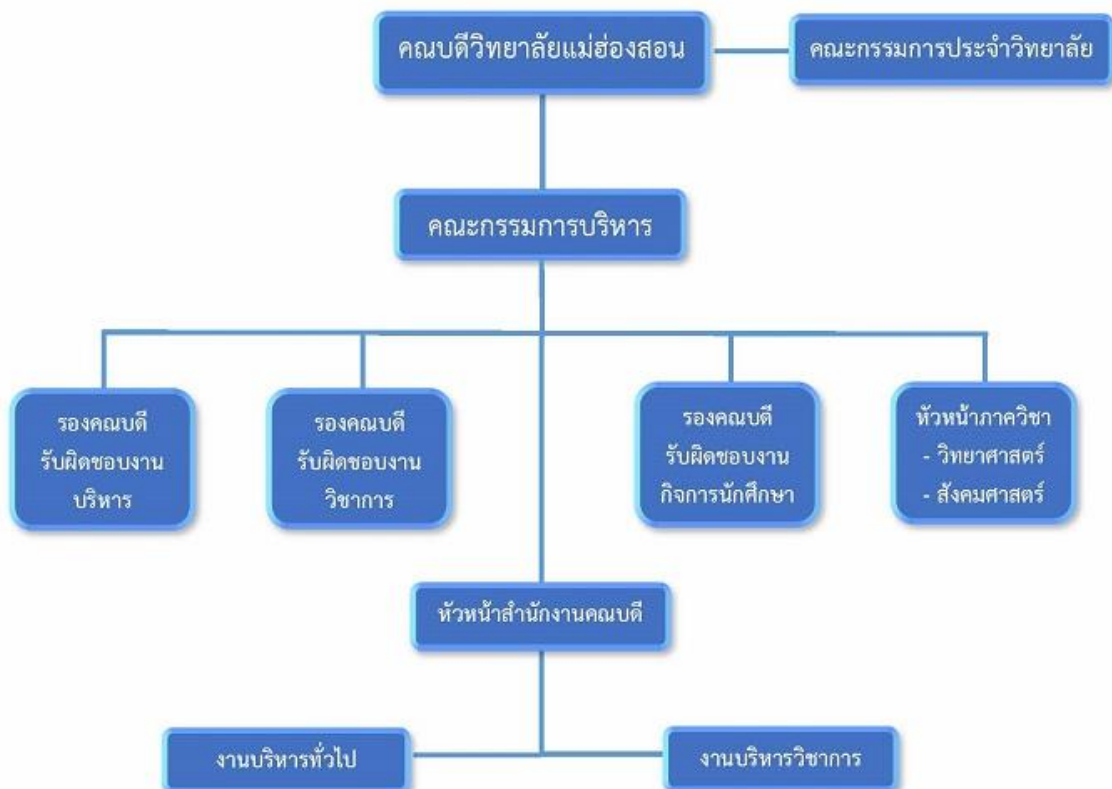 คณบดีวิทยาลัยแม่ฮ่องสอน
คณะกรรมการประจำวิทยาลัย
คณะกรรมการบริหาร
รองคณบดี
รับผิดชอบงาน
บริหาร
รองคณบดี
รับผิดชอบงาน
วิชาการ
รองคณบดี
รับผิดชอบงาน
กิจการนักศึกษา
หัวหน้าภาควิชา
- วิทยาศาสตร์
- สังคมศาสตร์
หัวหน้าสำนักงานคณบดี
งานบริหารทั่วไป
งานบริหารวิชาการ